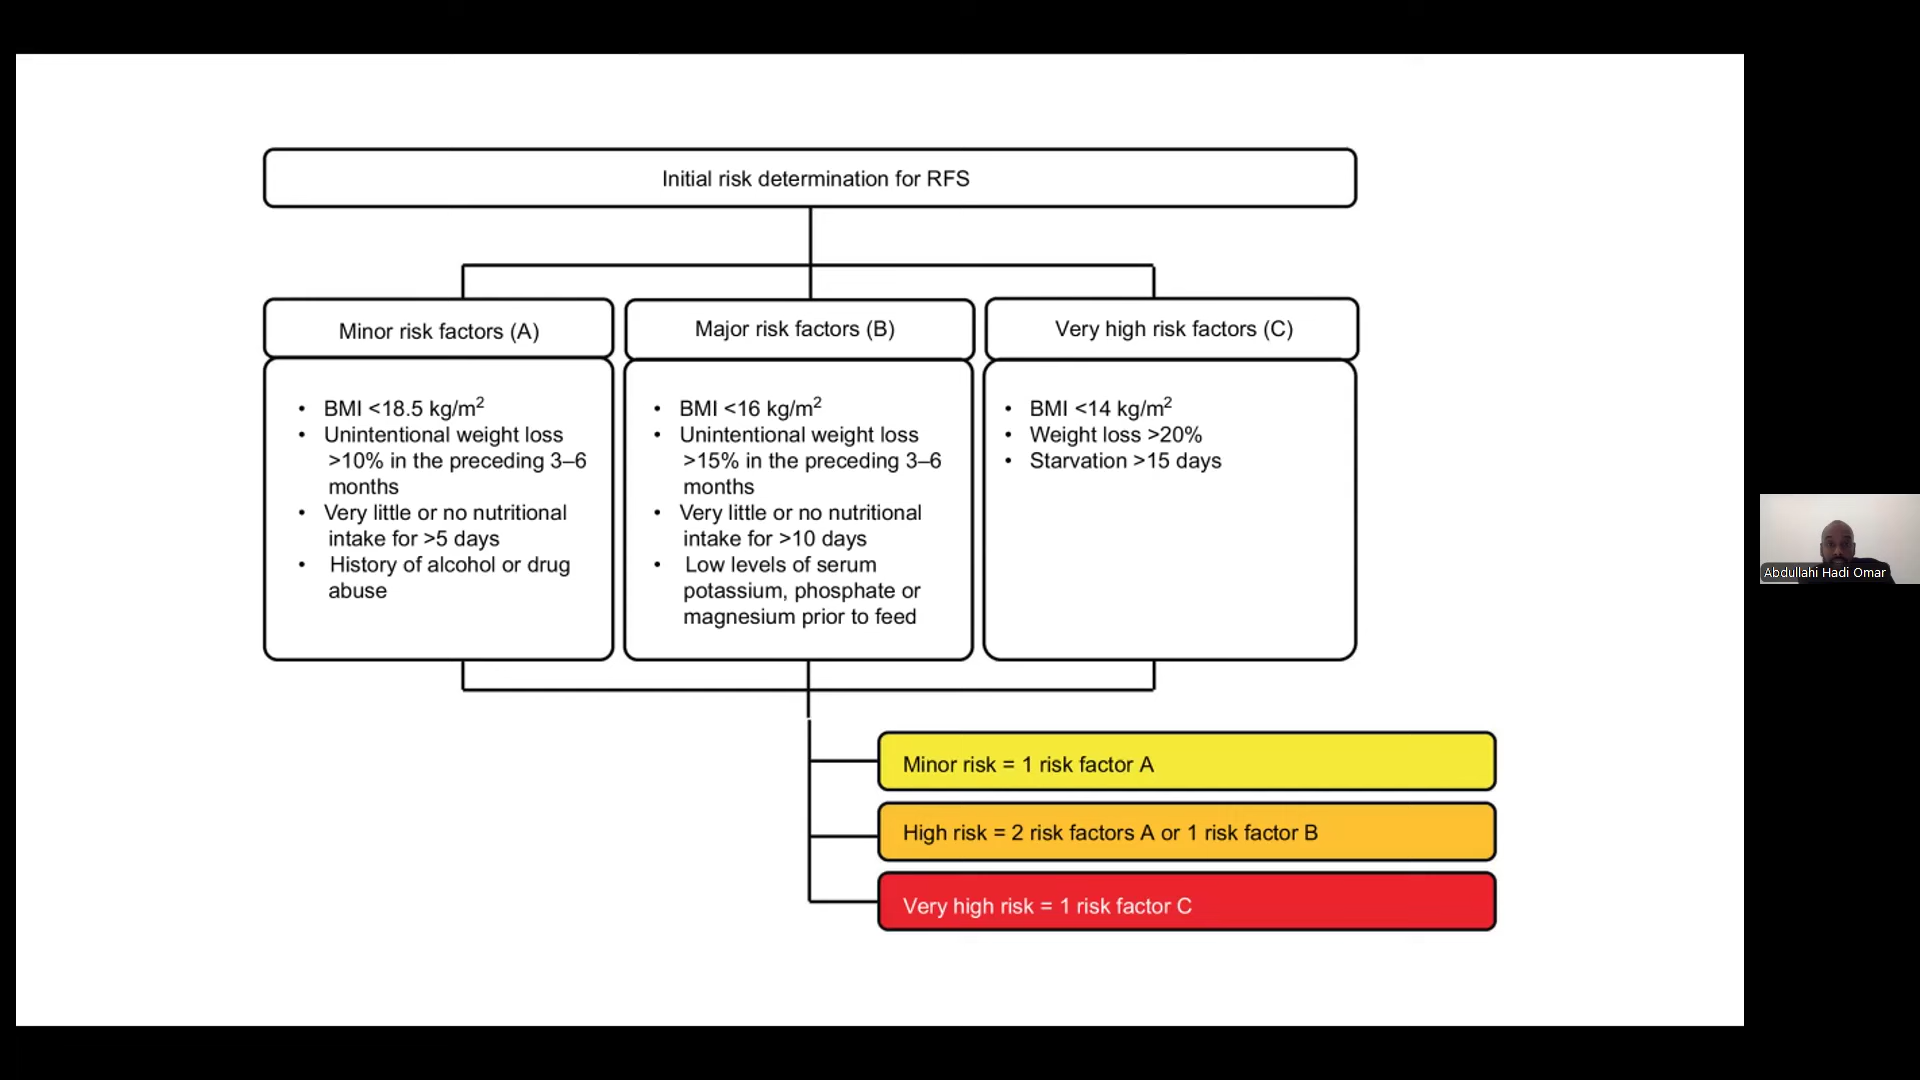 Initial risk determination for RFS
Minor risk factors (A)
• BMI <18.5 kg/m²
• Unintentional weight loss
>10% in the preceding 3–6
months
• Very little or no nutritional
intake for >5 days
• History of alcohol or drug
abuse
Major risk factors (B)
• BMI <16 kg/m²
• Unintentional weight loss
>15% in the preceding 3–6
months
• Very little or no nutritional
intake for >10 days
• Low levels of serum
potassium, phosphate or
magnesium prior to feed
Very high risk factors (C)
• BMI <14 kg/m²
• Weight loss >20%
• Starvation >15 days
Minor risk = 1 risk factor A
High risk = 2 risk factors A or 1 risk factor B
Very high risk = 1 risk factor C
Abdullahi Hadi Omar